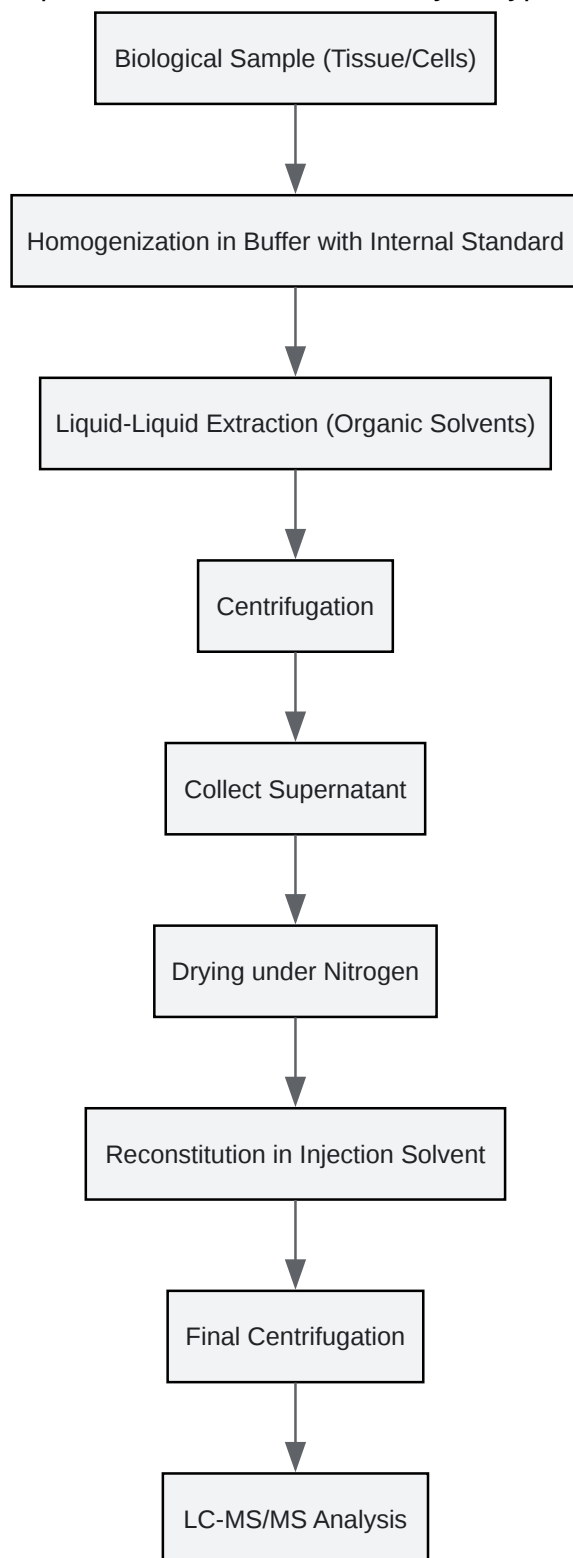 Biological Sample (Tissue/Cells)
Homogenization in Buffer with Internal Standard
Liquid-Liquid Extraction (Organic Solvents)
Centrifugation
Collect Supernatant
Drying under Nitrogen
Reconstitution in Injection Solvent
Final Centrifugation
LC-MS/MS Analysis